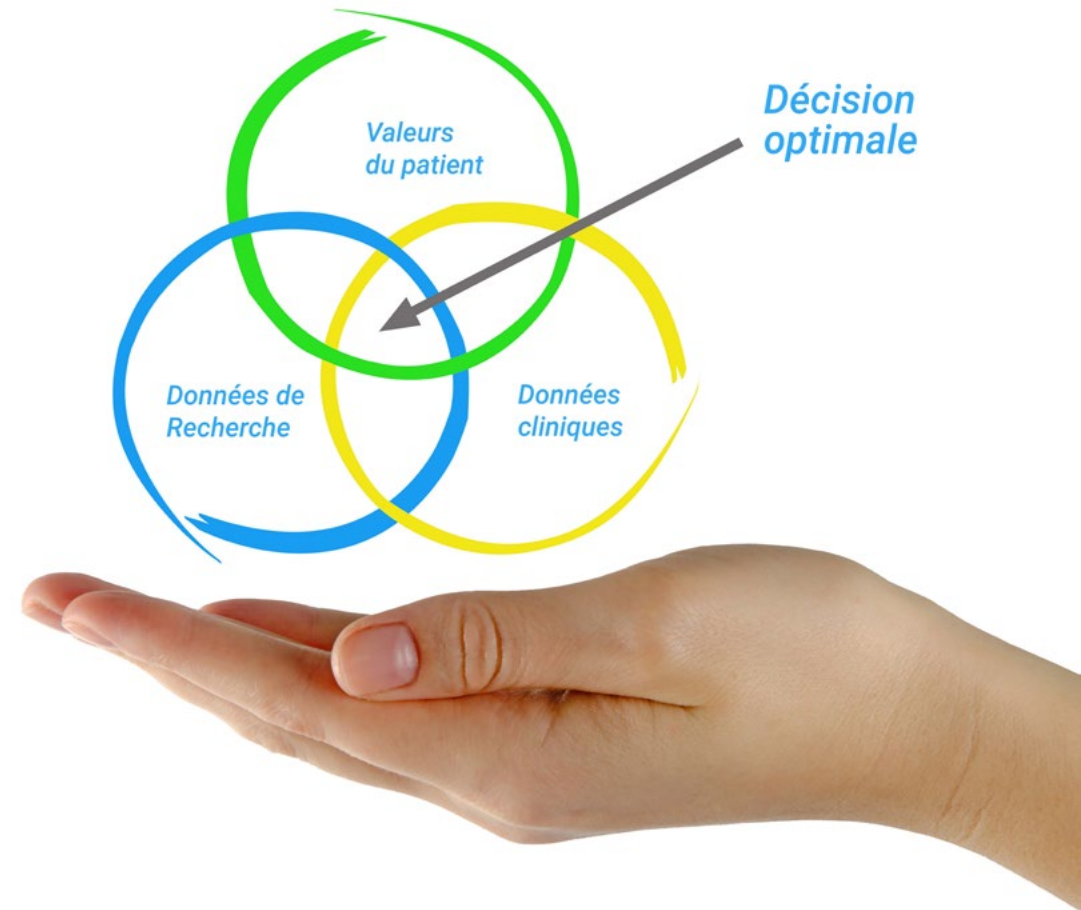 Valeurs
du patient
Décision
optimale
Données de
Recherche
Données
cliniques